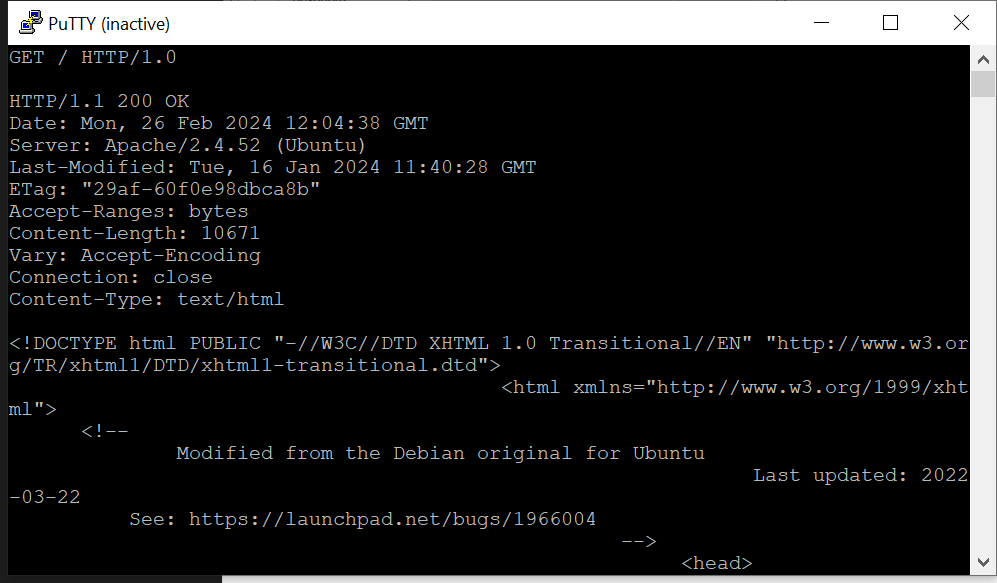 PuTTY (inactive)
GET / HTTP/1.0
HTTP/1.1 200 OK
Date: Mon, 26 Feb 2024 12:04:38 GMT
Server: Apache/2.4.52 (Ubuntu)
Last-Modified: Tue, 16 Jan 2024 11:40:28 GMT
ETag: "29af-60f0e98dbca8b"
Accept-Ranges: bytes
Content-Length: 10671
Vary: Accept-Encoding
Connection: close
Content-Type: text/html
<!DOCTYPE html PUBLIC "-//W3C//DTD XHTML 1.0 Transitional//EN" "http://www.w3.or
g/TR/xhtml1/DTD/xhtml1-transitional.dtd">
<html xmlns="http://www.w3.org/1999/xht
ml">
<!--
Modified from the Debian original for Ubuntu
Last updated: 2022
-03-22
See: https://launchpad.net/bugs/1966004
-->
<head>